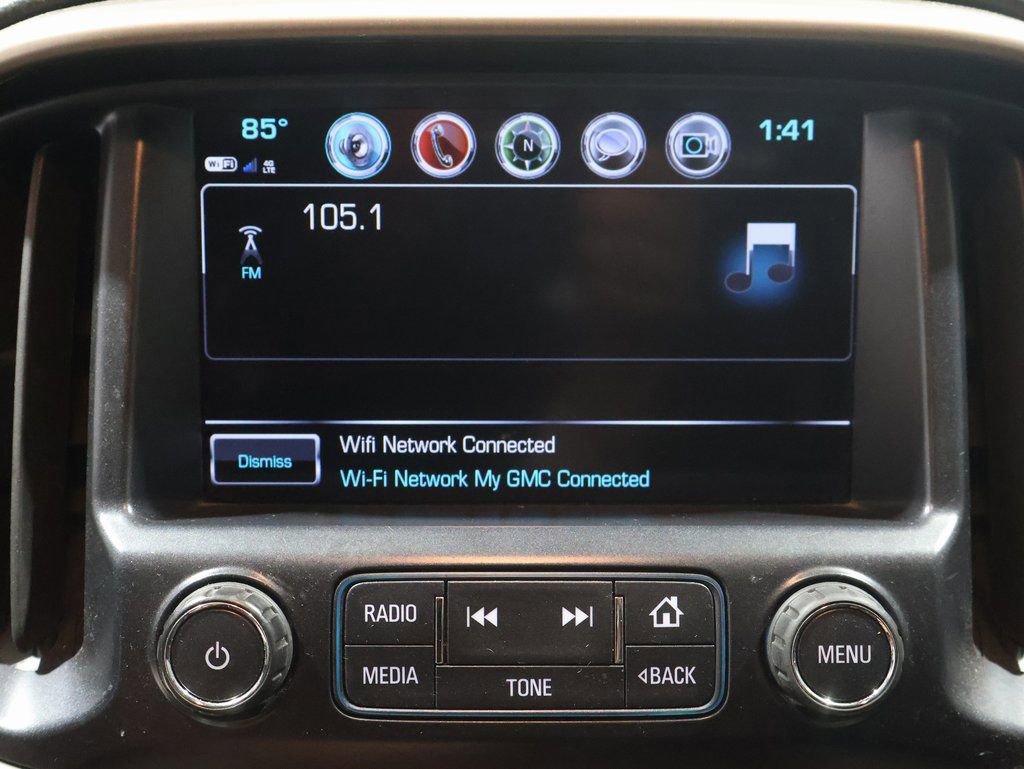 85°
1:41
N
WiFi
4G
LTE
105.1
FM
Dismiss
Wifi Network Connected
Wi-Fi Network My GMC Connected
RADIO
MEDIA
TONE
BACK
MENU